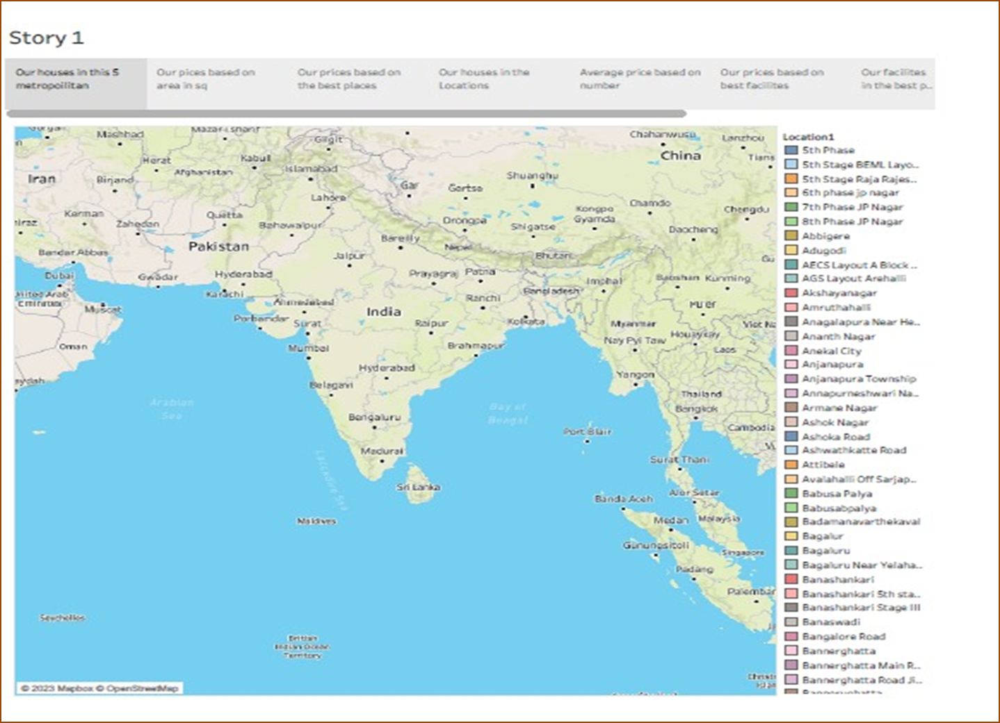 Story 1
Our houses in this 5
metropoilitan
Our pices based on
area in sq
Our prices based on
the best places
Our houses in the
Locations
Average price based on
number
Our prices based on
best facilites
Our facilites
in the best p..
Mashhad
Gilgit
Chahanwusu
Lanzhou
China
Herat
Kabul
Afghanistan
Islamabad
Iran
Birjand
Shuanghu
Gar
Gertse
Lahore
Kerman
Quetta
Zahedan
Bahawalpur
Kongpo
Gyamda
Chamdo
Chengdu
Drongpa
Shigatse
Daocheng
Pakistan
Bareilly
Nepal
Bandar Abbas
Jaipur
Bhutan
Dubai
Gwadar
Hyderabad
Prayagraj
Patna
Imphal
Baoshan
Kunming
Karachi
Bangladesh
United Arab
Emirates
Muscat
Ahmedabad
Ranchi
Pu'er
India
Porbandar
Surat
Raipur
Kolkata
Myanmar
Oman
Mumbai
Brahmapur
Nay Pyi Taw
Houayxay
Laos
Hyderabad
Yangon
Belagavi
Thailand
Arabian
Sea
Bay of
Bengal
Bangkok
Bengaluru
Cambodia
Port Blair
Madurai
Laccadive Sea
Surat Thani
Sri Lanka
Alor Setar
Banda Aceh
Maldives
Medan
Malaysia
Gunungsitoli
Singapore
Padang
Seychelles
British
Indian Ocean
Territory
© 2023 Mapbox © OpenStreetMap
Location1
5th Phase
5th Stage BEML Layo..
5th Stage Raja Rajes..
6th phase jp nagar
7th Phase JP Nagar
8th Phase JP Nagar
Abbigere
Adugodi
AECS Layout A Block ..
AGS Layout Arehalli
Akshayanagar
Amruthahalli
Anagalapura Near He..
Ananth Nagar
Anekal City
Anjanapura
Anjanapura Township
Annapurneshwari Na..
Armane Nagar
Ashok Nagar
Ashoka Road
Ashwathkatte Road
Attibele
Avalahalli Off Sarjap..
Babusa Palya
Babusabpalya
Badamanavarthekaval
Bagalur
Bagaluru
Bagaluru Near Yelaha..
Banashankari
Banashankari 5th sta..
Banashankari Stage III
Banaswadi
Bangalore Road
Bannerghatta
Bannerghatta Main R..
Bannerghatta Road Ji..